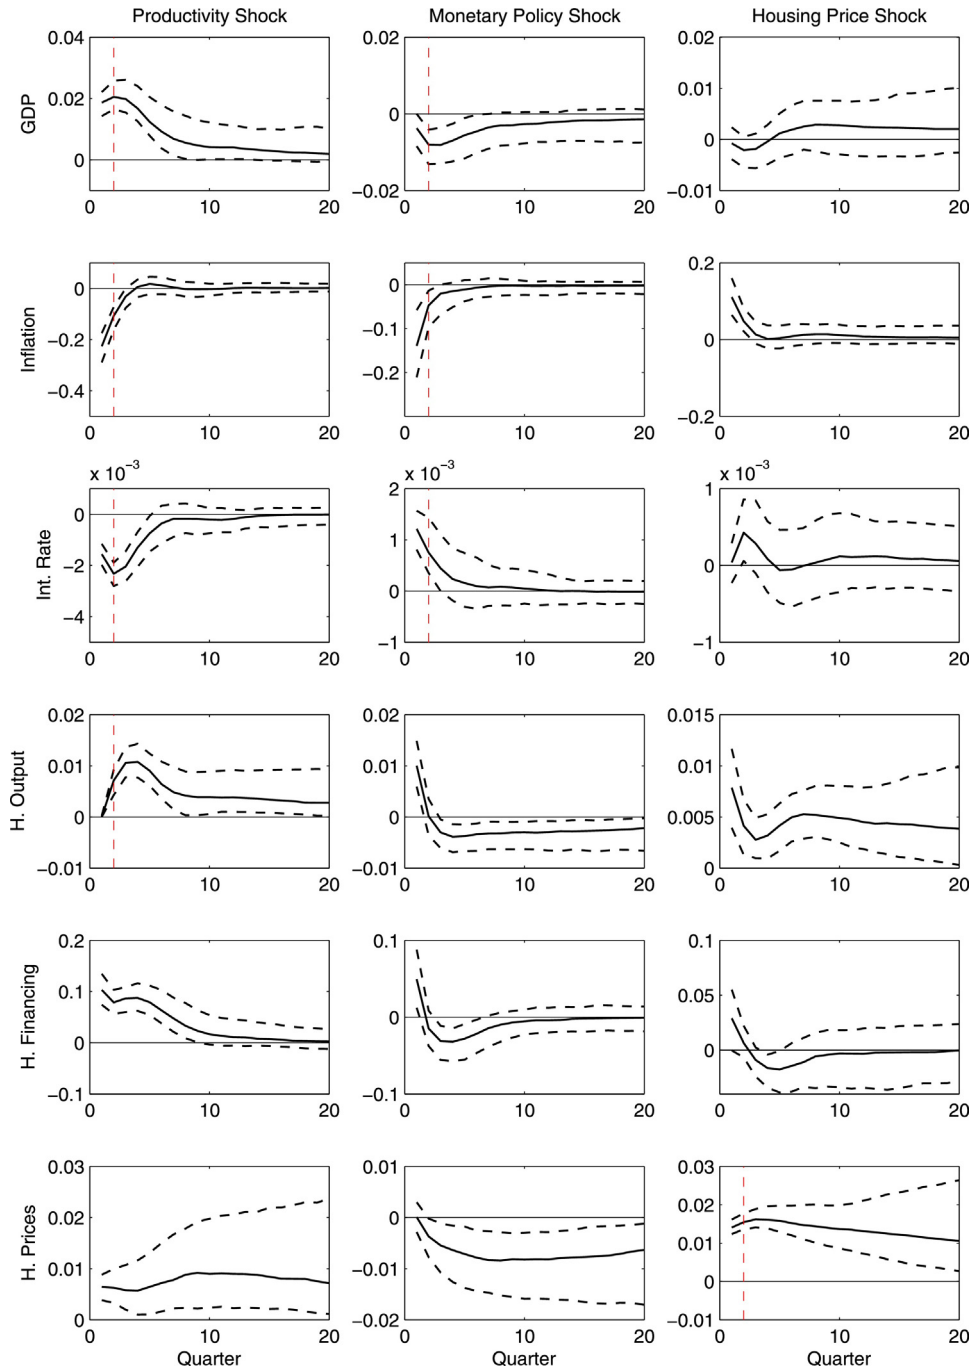 Productivity Shock Monetary Policy Shock Housing Price Shock
GDP
0.04 0.02 0 0 10 20
0.02 0 −0.02 0 10 20
0.02 0.01 0 −0.01 0 10 20
Inflation
0 −0.2 −0.4 0 10 20
0 −0.1 −0.2 0 10 20
0.2 0 −0.2 0 10 20
Int. Rate
x 10⁻³ 0 −2 −4 0 10 20
x 10⁻³ 2 1 0 −1 0 10 20
x 10⁻³ 1 0 −1 0 10 20
H. Output
0.02 0.01 0 −0.01 0 10 20
0.02 0.01 0 −0.01 0 10 20
0.015 0.01 0.005 0 0 10 20
H. Financing
0.2 0.1 0 −0.1 0 10 20
0.1 0 −0.1 0 10 20
0.1 0.05 0 0 10 20
H. Prices
0.03 0.02 0.01 0 0 10 20
0.01 0 −0.01 −0.02 0 10 20
0.03 0.02 0.01 0 −0.01 0 10 20
Quarter Quarter Quarter